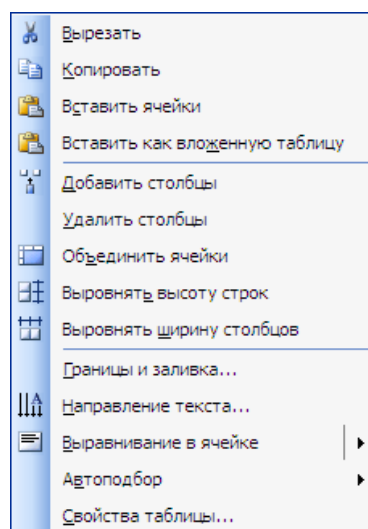 Вырезать
Копировать
Вставить ячейки
Вставить как вложенную таблицу
Добавить столбцы
Удалить столбцы
Объединить ячейки
Выровнять высоту строк
Выровнять ширину столбцов
Границы и заливка...
Направление текста...
Выравнивание в ячейке
Автоподбор
Свойства таблицы...